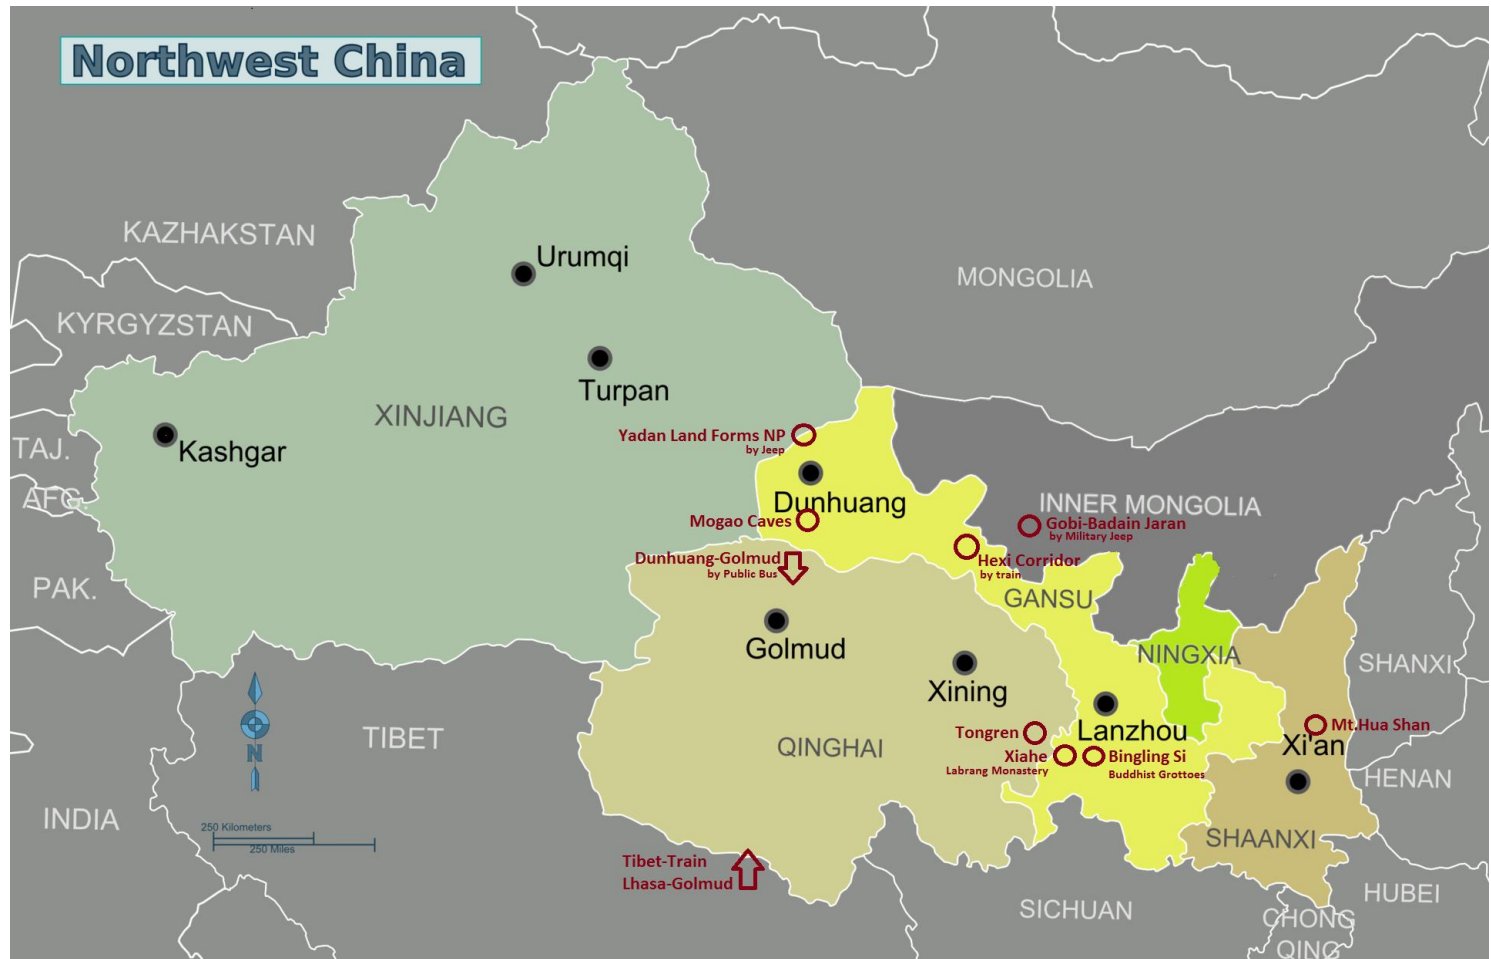 Northwest China
KAZHAKSTAN
Urumqi
MONGOLIA
KYRGYZSTAN
Turpan
XINJIANG
Yadan Land Forms NP
by Jeep
TAJ.
Kashgar
AFG.
Dunhuang
INNER MONGOLIA
Mogao Caves
Gobi-Badain Jaran
by Military Jeep
Dunhuang-Golmud
by Public Bus
Hexi Corridor
by train
PAK.
GANSU
Golmud
NINGXIA
SHANXI
Xining
N
TIBET
Tongren
Lanzhou
Mt.Hua Shan
QINGHAI
Xi'an
Xiahe
Labrang Monastery
Bingling Si
Buddhist Grottoes
HENAN
INDIA
250 Kilometers
250 Miles
SHAANXI
Tibet-Train
Lhasa-Golmud
HUBEI
SICHUAN
CHONG
QING